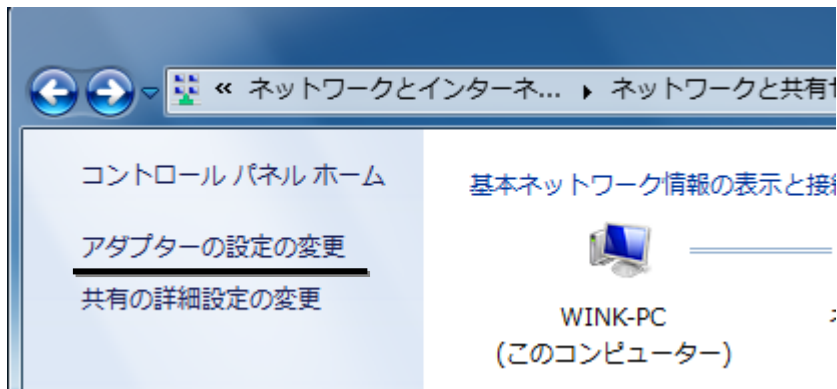 « ネットワークとインターネ... ▸ ネットワークと共有
コントロール パネル ホーム
アダプターの設定の変更
共有の詳細設定の変更
基本ネットワーク情報の表示と接
WINK-PC
(このコンピューター)